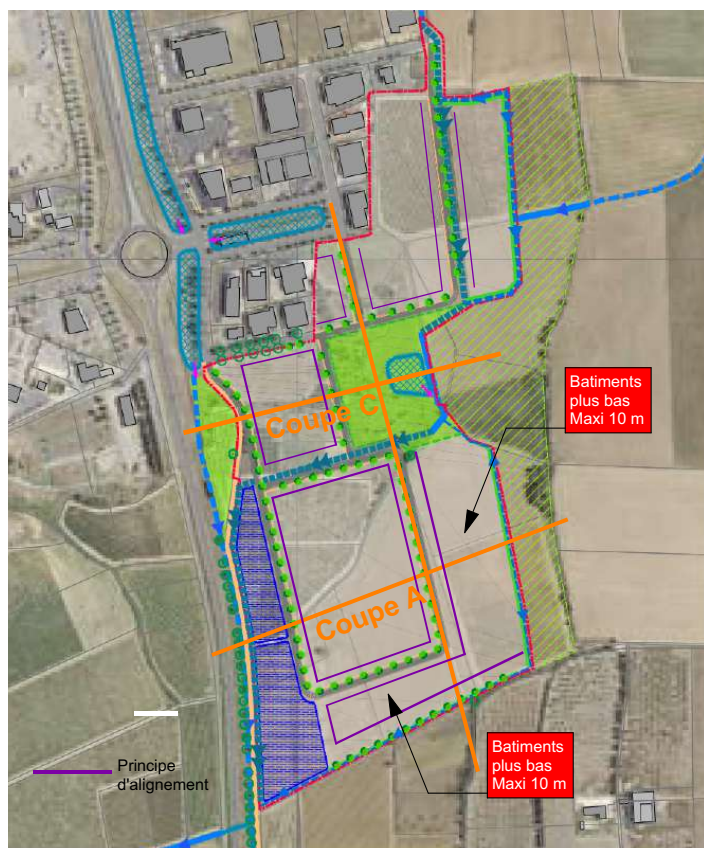 Batiments
plus bas
Maxi 10 m
Coupe C
Coupe A
Principe
d'alignement
Batiments
plus bas
Maxi 10 m